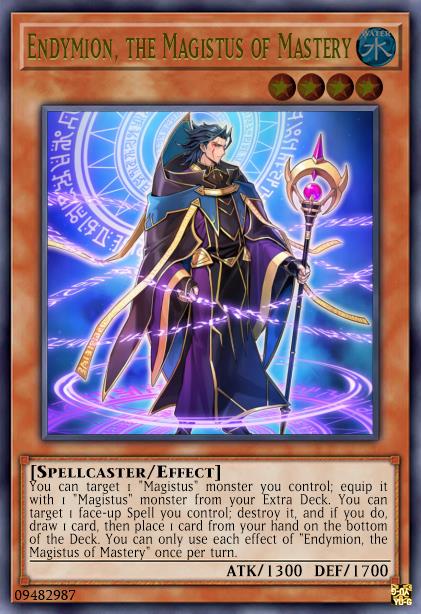 Endymion, the Magistus of Mastery
WATER
水
[Spellcaster/Effect]
You can target 1 "Magistus" monster you control; equip it
with 1 "Magistus" monster from your Extra Deck. You can
target 1 face-up Spell you control; destroy it, and if you do,
draw 1 card, then place 1 card from your hand on the bottom
of the Deck. You can only use each effect of "Endymion, the
Magistus of Mastery" once per turn.
ATK/1300 DEF/1700
09482987